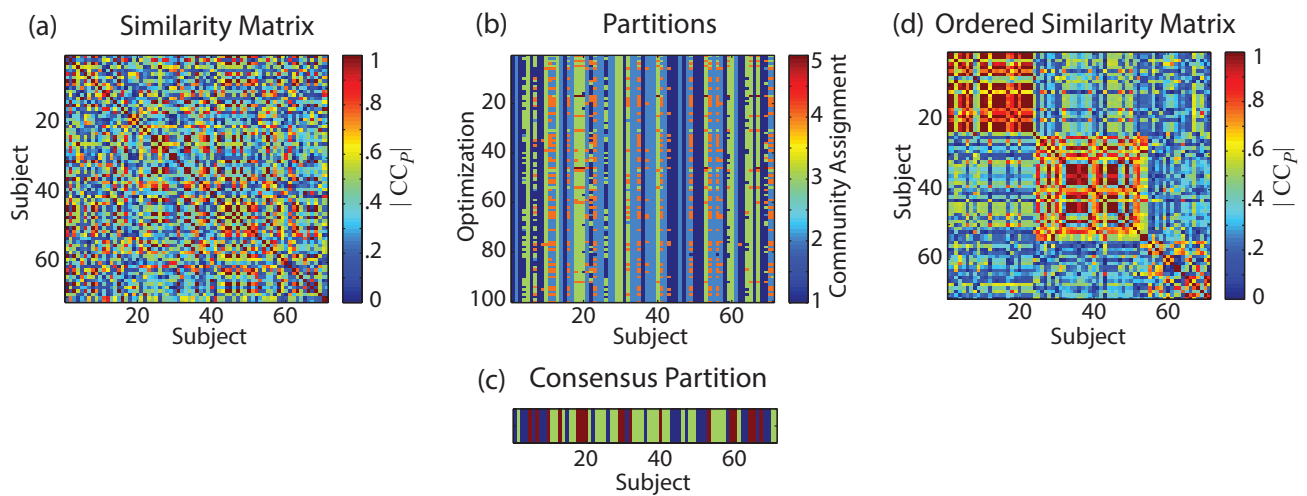 (a) Similarity Matrix
Subject
20
40
60
20 40 60
Subject
1
.8
.6
.4
.2
0
|CC_P|
(b) Partitions
Optimization
20
40
60
80
100
20 40 60
Subject
5
4
3
2
1
Community Assignment
(c) Consensus Partition
20 40 60
Subject
(d) Ordered Similarity Matrix
Subject
20
40
60
20 40 60
Subject
1
.8
.6
.4
.2
0
|CC_P|